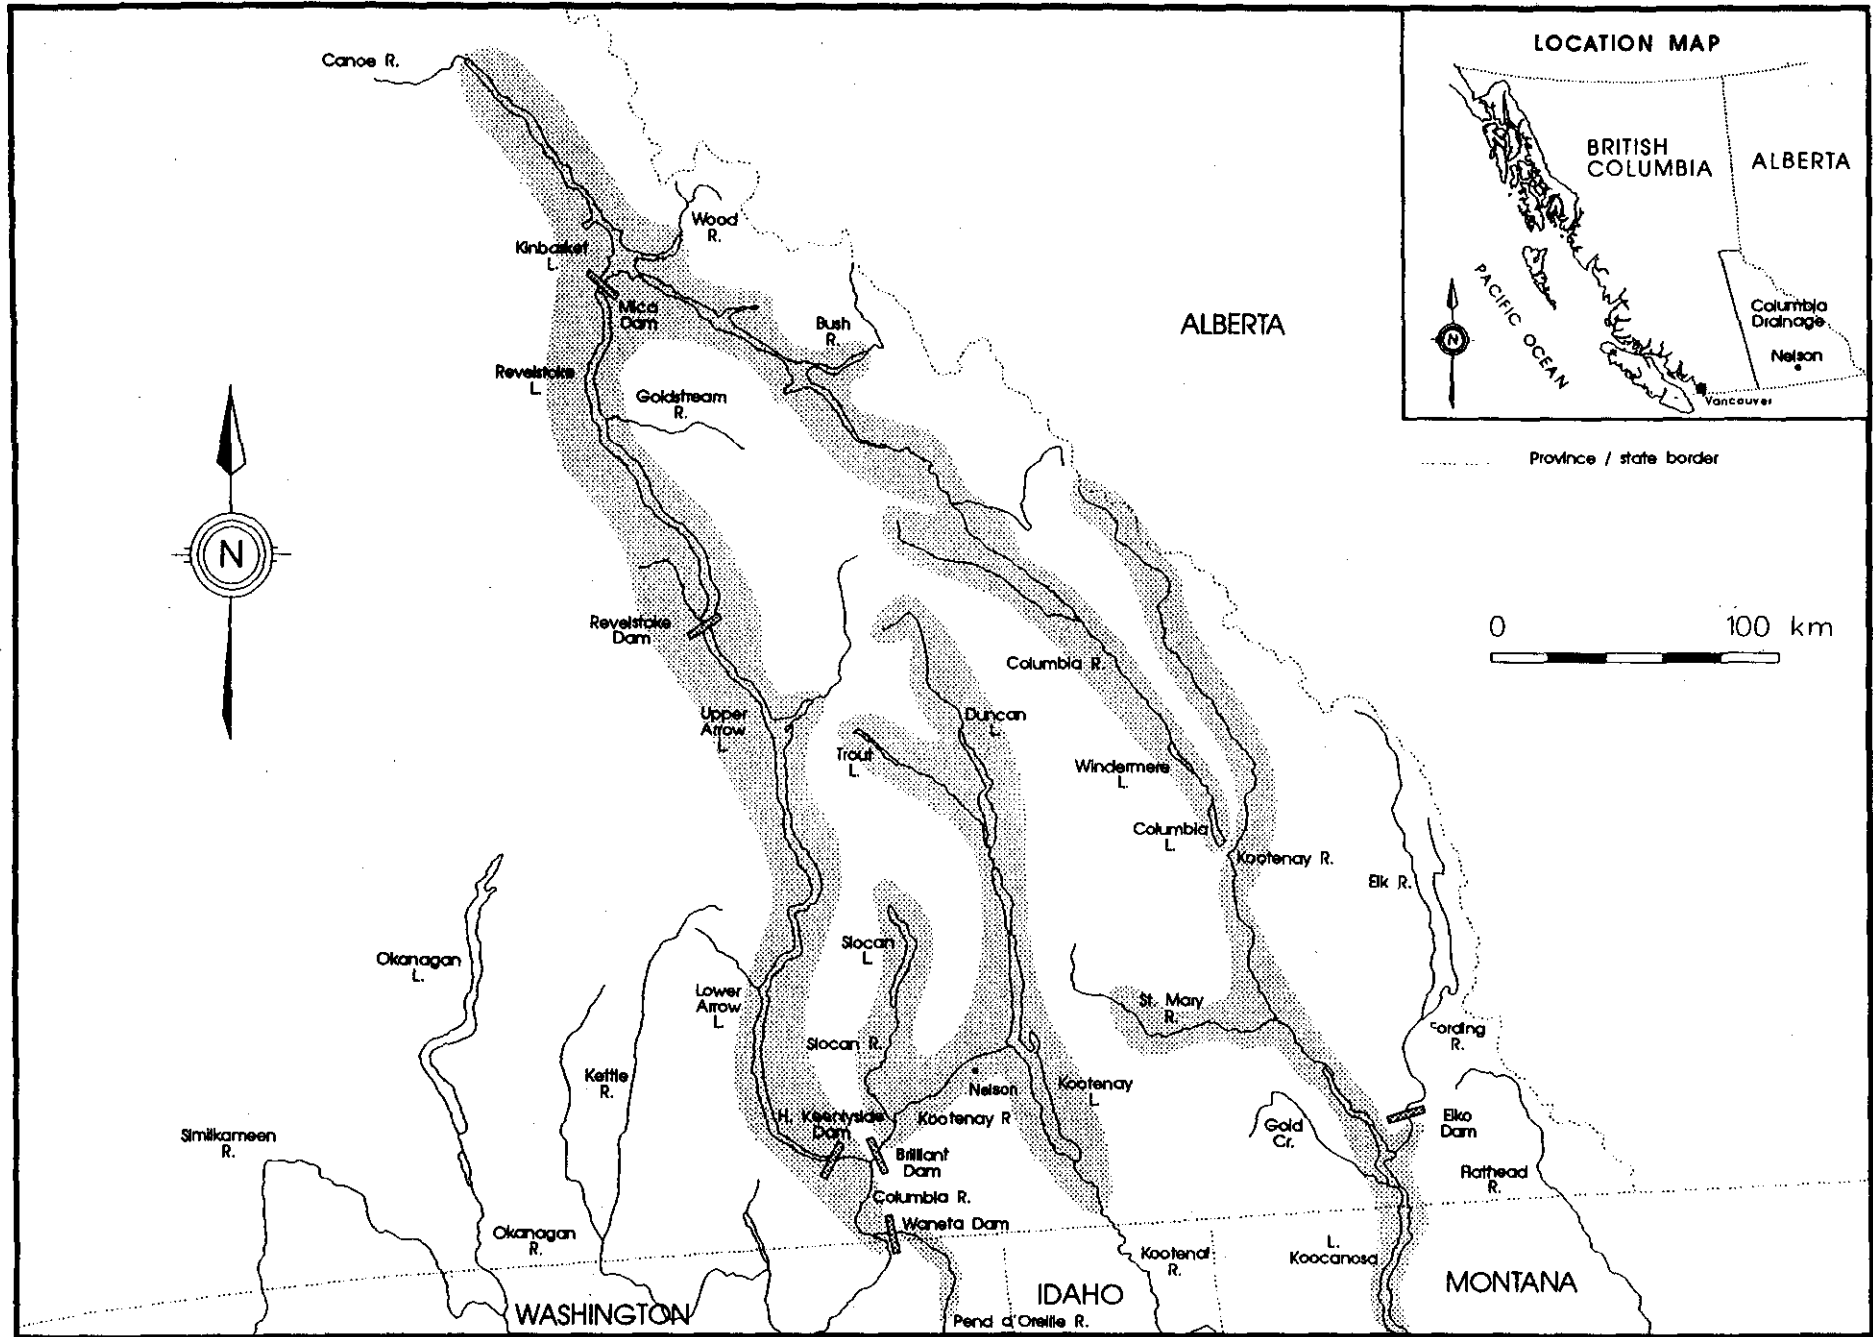 Canoe R.
LOCATION MAP
BRITISH
COLUMBIA
ALBERTA
PACIFIC OCEAN
Columbia
Drainage
Nelson
Vancouver
N
Province / state border
0 100 km
N
ALBERTA
Wood
R.
Kinbasket
L.
Mica
Dam
Bush
R.
Revelstoke
L.
Goldstream
R.
Revelstoke
Dam
Columbia R.
Upper
Arrow
L.
Duncan
L.
Trout
L.
Windermere
L.
Columbia
L.
Kootenay R.
Elk R.
Okanagan
L.
Slocan
L.
Lower
Arrow
L.
St. Mary
R.
Fording
R.
Slocan R.
Kettle
R.
Nelson
Kootenay
L.
H. Keenlyside
Dam
Kootenay R
Gold
Cr.
Elko
Dam
Similkameen
R.
Brilliant
Dam
Flathead
R.
Columbia R.
Waneta Dam
Okanagan
R.
L.
Koocanosa
Kootenai
R.
WASHINGTON
IDAHO
MONTANA
Pend d'Oreille R.